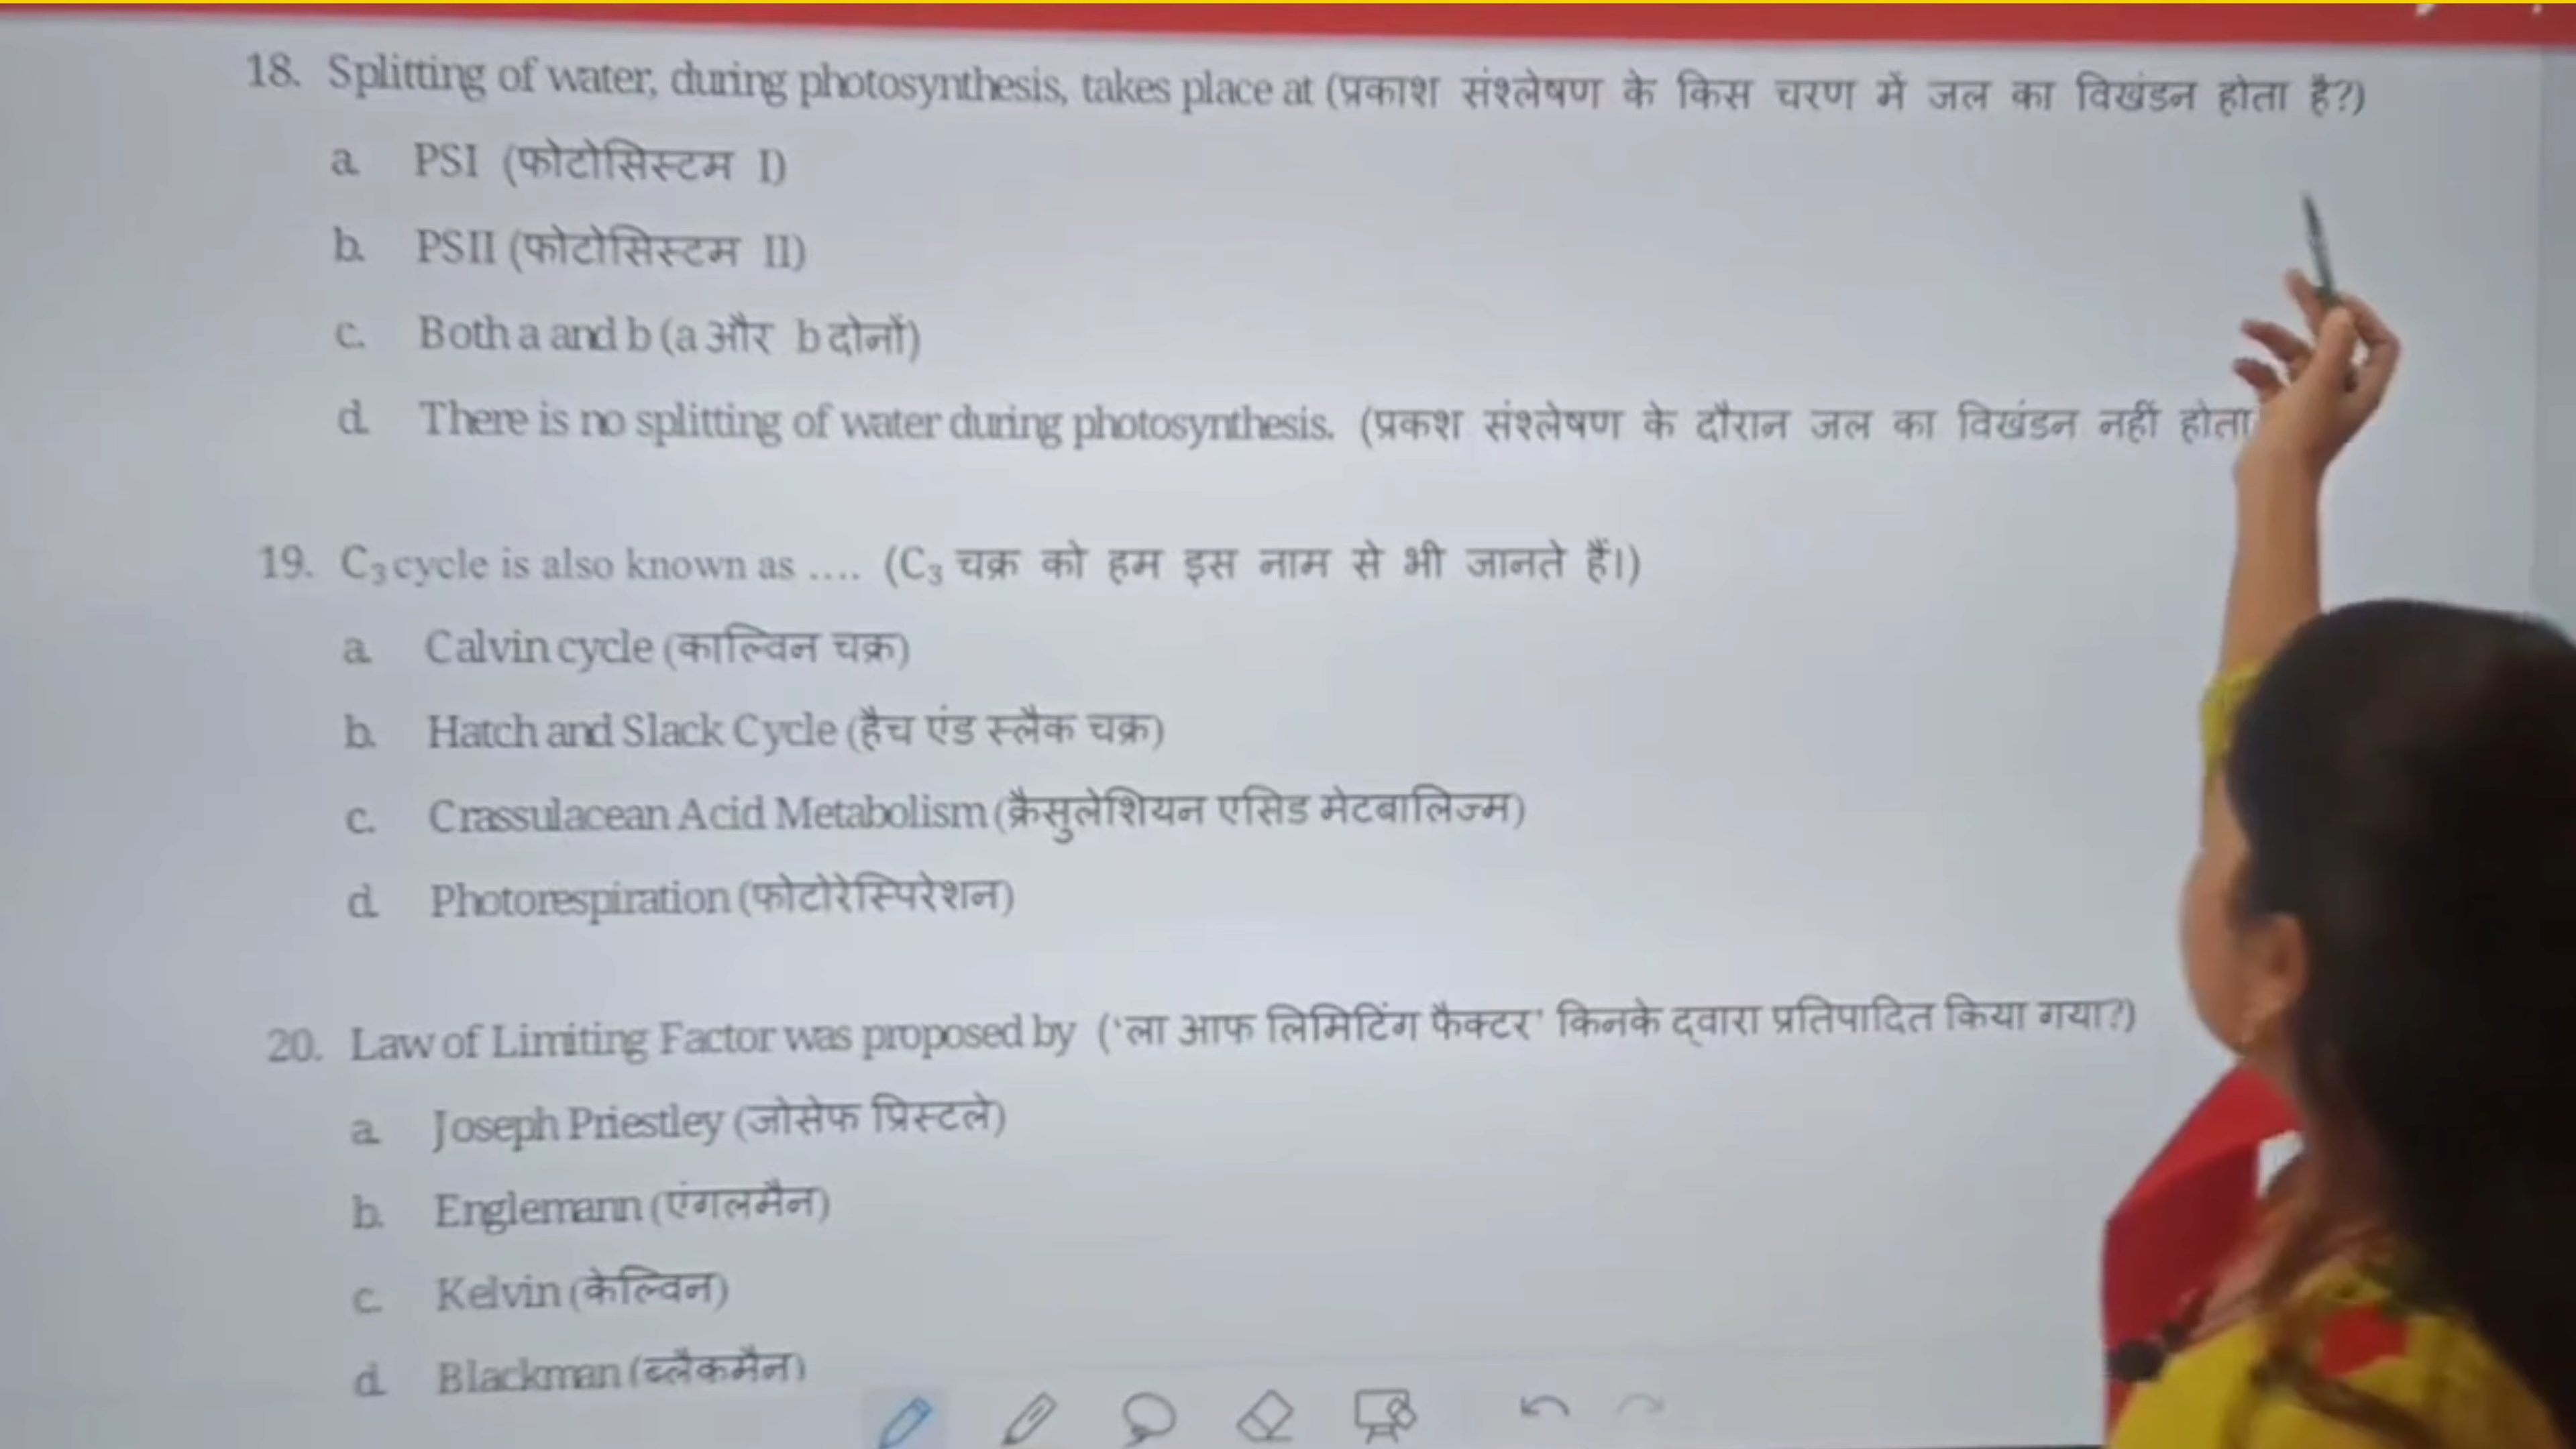 18. Splitting of water, during photosynthesis, takes place at (प्रकाश संश्लेषण के किस चरण में जल का विखंडन होता है?)
a. PSI (फोटोसिस्टम I)
b. PSII (फोटोसिस्टम II)
c. Both a and b (a और b दोनों)
d. There is no splitting of water during photosynthesis. (प्रकश संश्लेषण के दौरान जल का विखंडन नहीं होता
19. C₃ cycle is also known as .... (C₃ चक्र को हम इस नाम से भी जानते हैं।)
a. Calvin cycle (काल्विन चक्र)
b. Hatch and Slack Cycle (हैच एंड स्लैक चक्र)
c. Crassulacean Acid Metabolism (क्रैसुलेशियन एसिड मेटबालिज्म)
d. Photorespiration (फोटोरेस्पिरेशन)
20. Law of Limiting Factor was proposed by ('ला आफ लिमिटिंग फैक्टर' किनके द्वारा प्रतिपादित किया गया?)
a. Joseph Priestley (जोसेफ प्रिस्टले)
b. Englemann (एंगलमैन)
c. Kelvin (केल्विन)
d. Blackman (ब्लैकमैन)